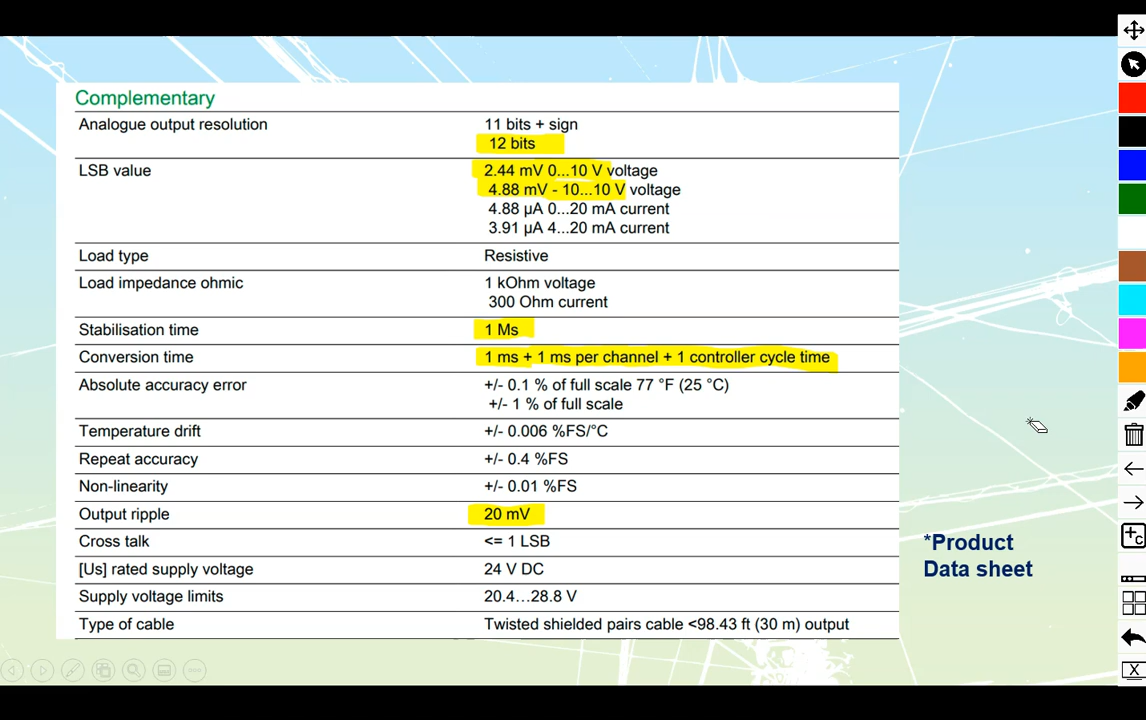 Complementary
Analogue output resolution 11 bits + sign
12 bits
LSB value 2.44 mV 0...10 V voltage
4.88 mV - 10...10 V voltage
4.88 µA 0...20 mA current
3.91 µA 4...20 mA current
Load type Resistive
Load impedance ohmic 1 kOhm voltage
300 Ohm current
Stabilisation time 1 Ms
Conversion time 1 ms + 1 ms per channel + 1 controller cycle time
Absolute accuracy error +/- 0.1 % of full scale 77 °F (25 °C)
+/- 1 % of full scale
Temperature drift +/- 0.006 %FS/°C
Repeat accuracy +/- 0.4 %FS
Non-linearity +/- 0.01 %FS
Output ripple 20 mV
Cross talk <= 1 LSB
[Us] rated supply voltage 24 V DC
Supply voltage limits 20.4…28.8 V
Type of cable Twisted shielded pairs cable <98.43 ft (30 m) output
*Product
Data sheet